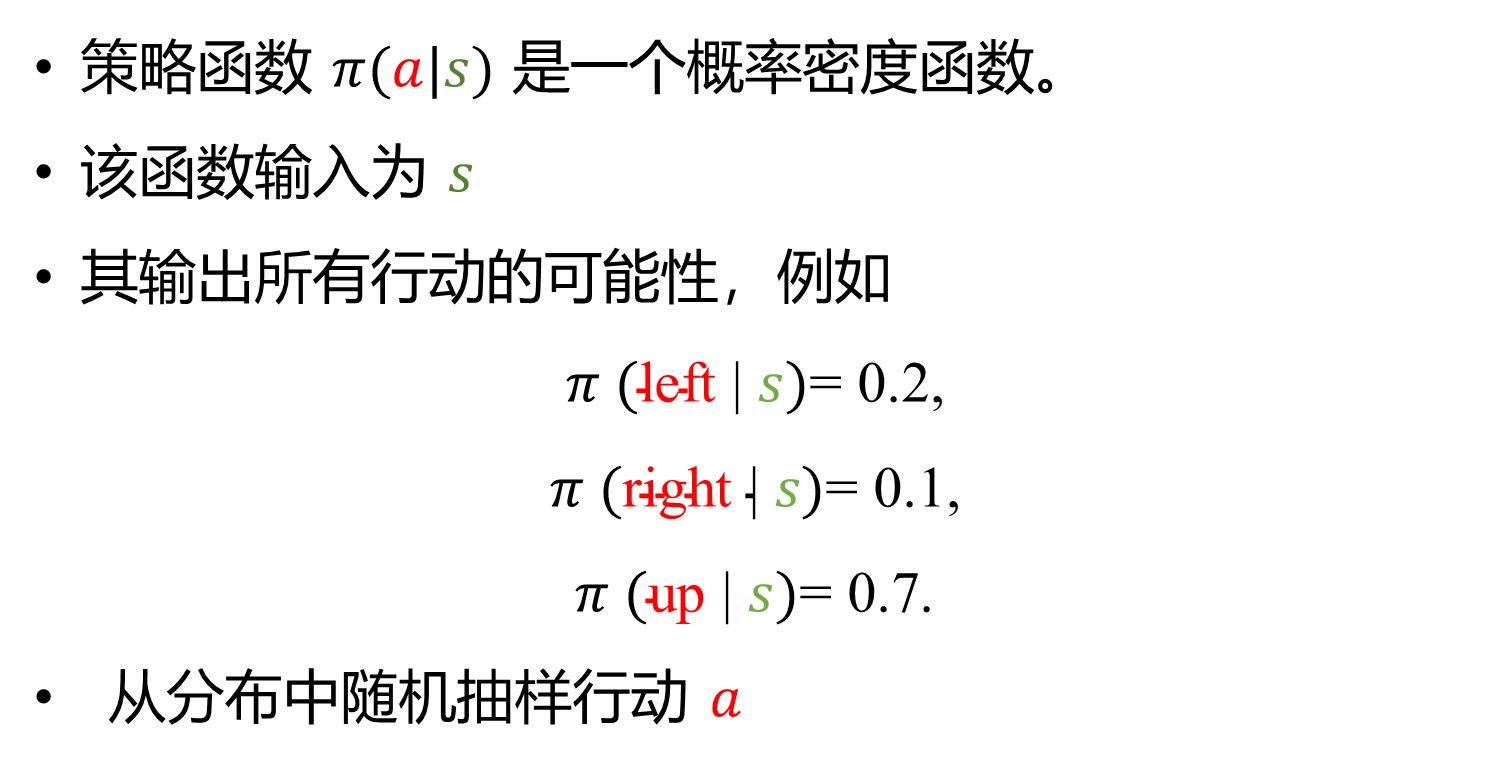 • 策略函数 π(a|s) 是一个概率密度函数。
• 该函数输入为 s
• 其输出所有行动的可能性，例如
π (left | s)= 0.2,
π (right | s)= 0.1,
π (up | s)= 0.7.
• 从分布中随机抽样行动 a